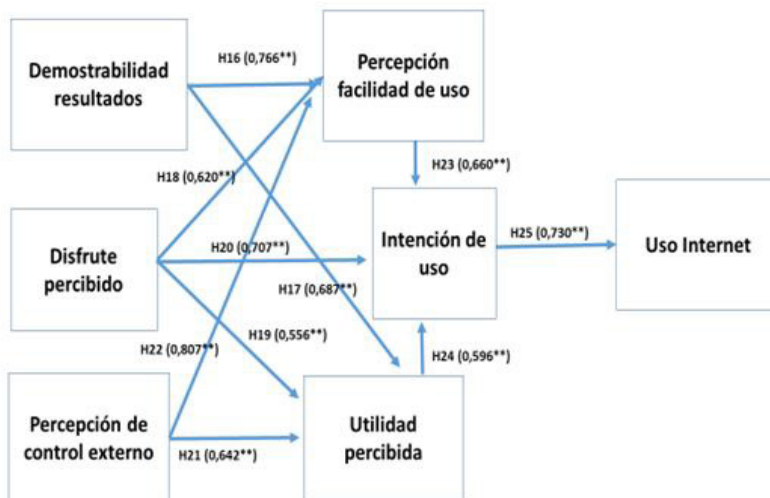 H16 (0,766**)
Demostrabilidad
resultados
Percepción
facilidad de uso
H18 (0,620**)
H23 (0,660**)
Disfrute
percibido
H20 (0,707**)
Intención de
uso
H25 (0,730**)
Uso Internet
H17 (0,687**)
H19 (0,556**)
H22 (0,807**)
H24 (0,596**)
Percepción de
control externo
H21 (0,642**)
Utilidad
percibida